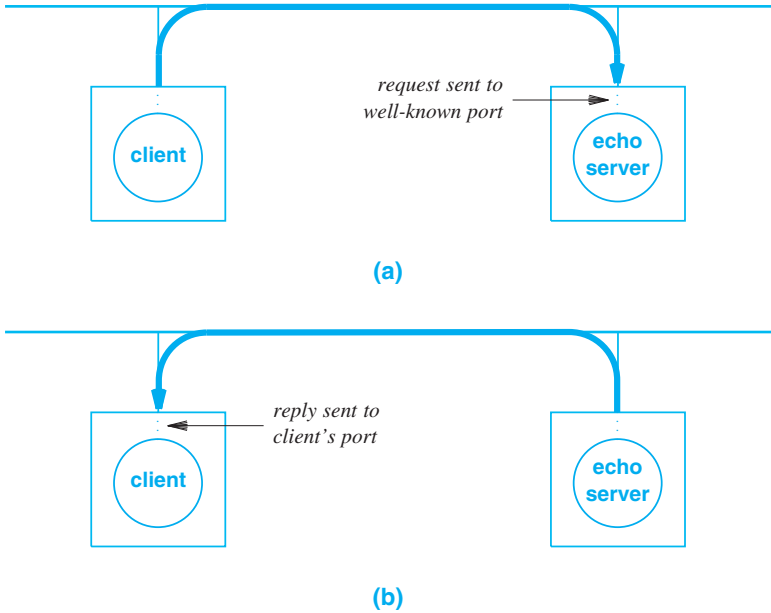 request sent to
well-known port
client
echo
server
(a)
reply sent to
client's port
client
echo
server
(b)